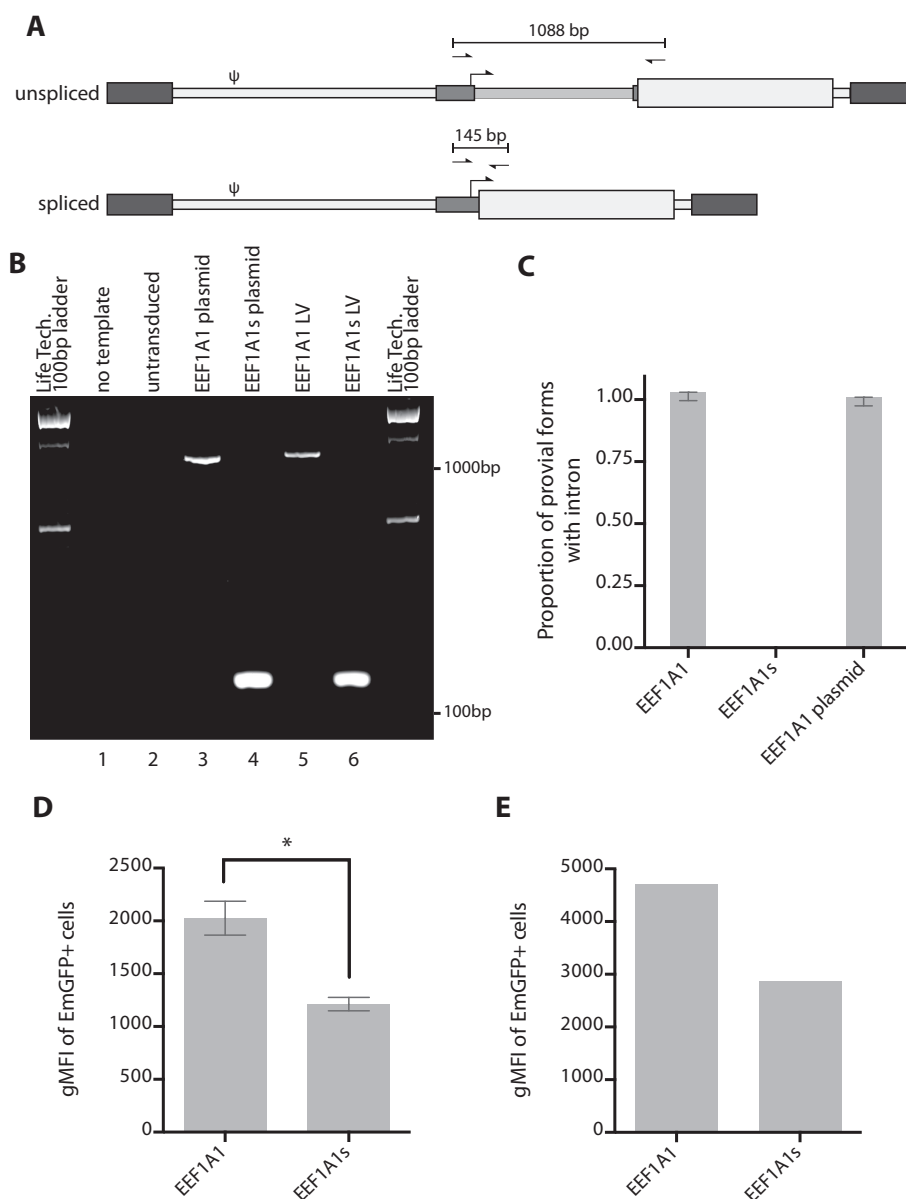 A
1088 bp
ψ
unspliced
145 bp
ψ
spliced
B
Life Tech.
100bp ladder
no template
untransduced
EEF1A1 plasmid
EEF1A1s plasmid
EEF1A1 LV
EEF1A1s LV
Life Tech.
100bp ladder
1000bp
100bp
1 2 3 4 5 6
C
Proportion of provial forms
with intron
1.00
0.75
0.50
0.25
0.00
EEF1A1
EEF1A1s
EEF1A1 plasmid
D
*
gMFI of EmGFP+ cells
2500
2000
1500
1000
500
0
EEF1A1
EEF1A1s
E
gMFI of EmGFP+ cells
5000
4000
3000
2000
1000
0
EEF1A1
EEF1A1s